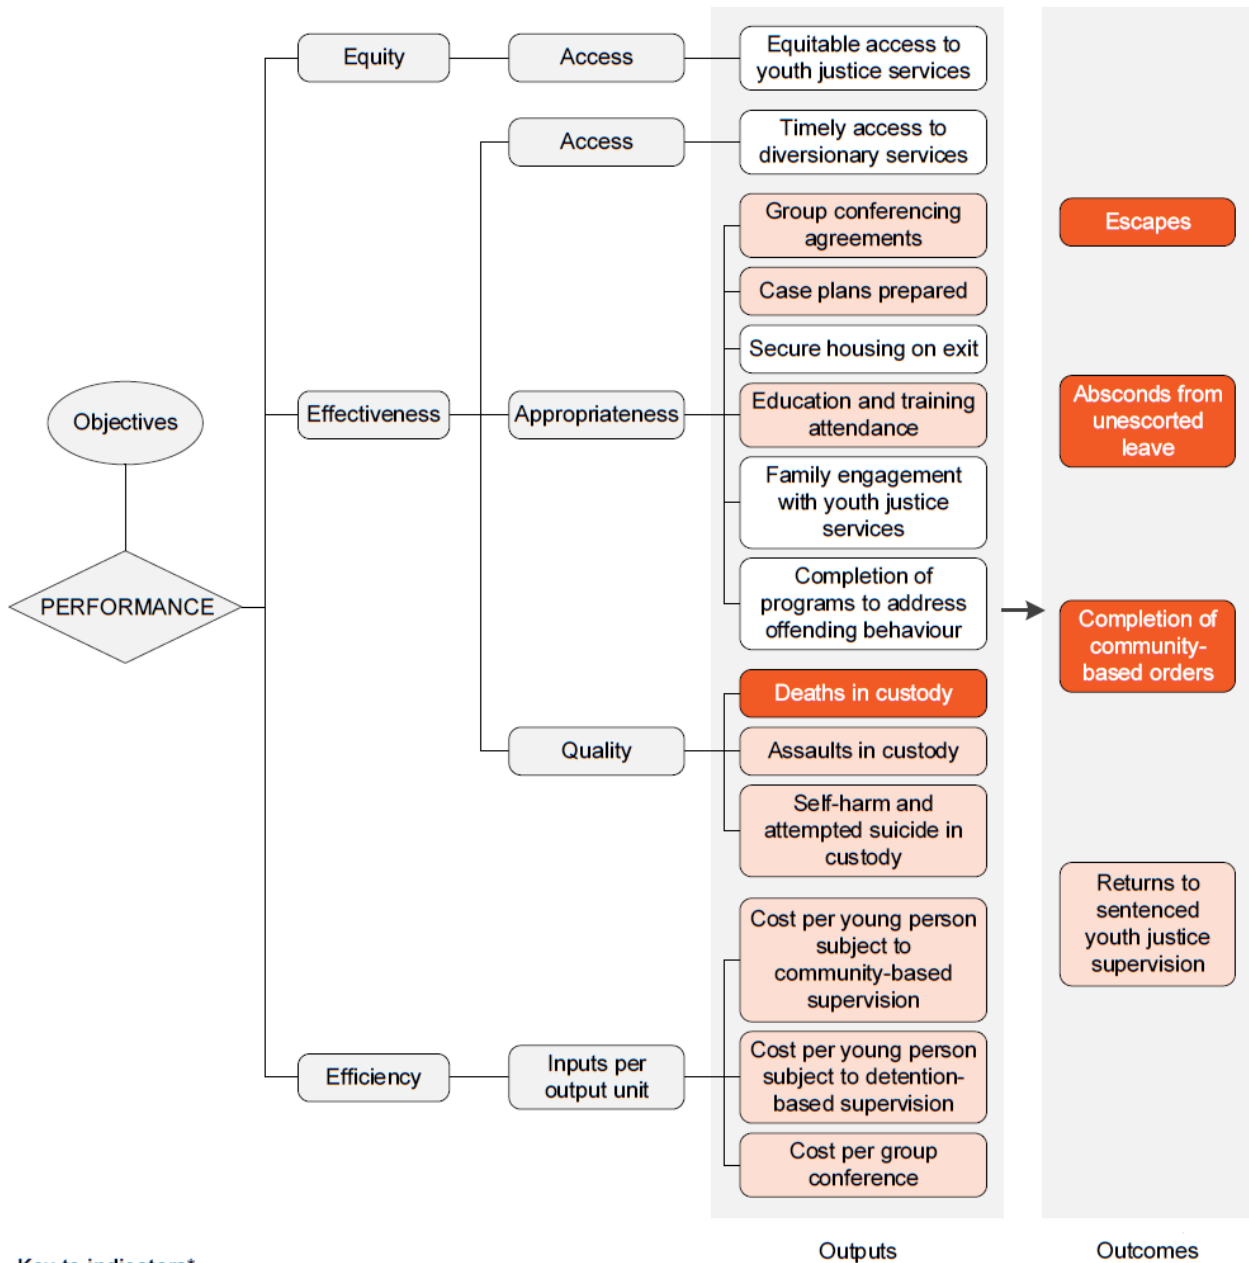 Equity
Access
Equitable access to
youth justice services
Access
Timely access to
diversionary services
Group conferencing
agreements
Escapes
Case plans prepared
Secure housing on exit
Objectives
Effectiveness
Appropriateness
Education and training
attendance
Absconds from
unescorted
leave
Family engagement
with youth justice
services
PERFORMANCE
Completion of
programs to address
offending behaviour
Completion of
community-
based orders
Quality
Deaths in custody
Assaults in custody
Self-harm and
attempted suicide in
custody
Returns to
sentenced
youth justice
supervision
Cost per young person
subject to
community-based
supervision
Efficiency
Inputs per
output unit
Cost per young person
subject to detention-
based supervision
Cost per group
conference
Outputs
Outcomes
Key to indicators*